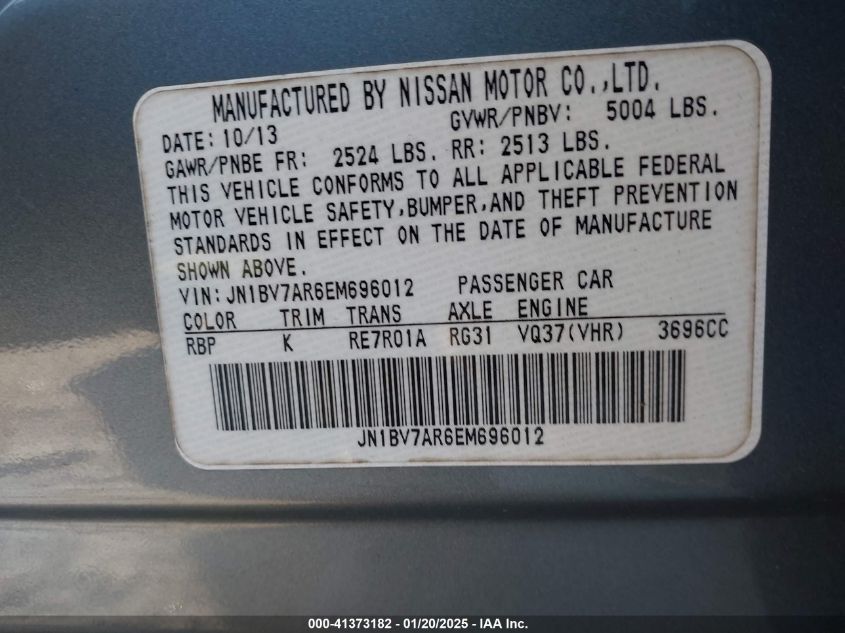 MANUFACTURED BY NISSAN MOTOR CO.,LTD.
DATE: 10/13 GVWR/PNBV: 5004 LBS.
GAWR/PNBE FR: 2524 LBS. RR: 2513 LBS.
THIS VEHICLE CONFORMS TO ALL APPLICABLE FEDERAL
MOTOR VEHICLE SAFETY,BUMPER,AND THEFT PREVENTION
STANDARDS IN EFFECT ON THE DATE OF MANUFACTURE
SHOWN ABOVE.
VIN: JN1BV7AR6EM696012 PASSENGER CAR
COLOR TRIM TRANS AXLE ENGINE
RBP K RE7R01A RG31 VQ37(VHR) 3696CC
JN1BV7AR6EM696012
000-41373182 - 01/20/2025 - IAA Inc.